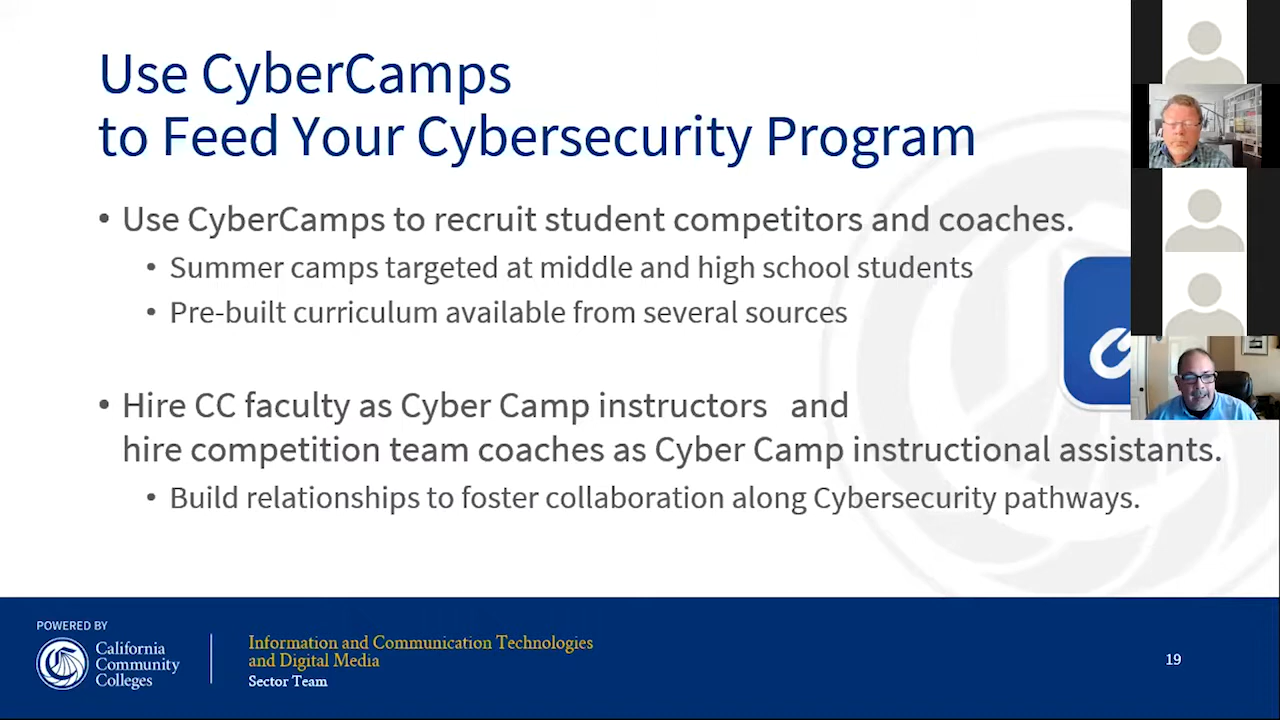 Use CyberCamps
to Feed Your Cybersecurity Program
• Use CyberCamps to recruit student competitors and coaches.
• Summer camps targeted at middle and high school students
• Pre-built curriculum available from several sources
• Hire CC faculty as Cyber Camp instructors and
hire competition team coaches as Cyber Camp instructional assistants.
• Build relationships to foster collaboration along Cybersecurity pathways.
POWERED BY
California
Community
Colleges
Information and Communication Technologies
and Digital Media
Sector Team
19